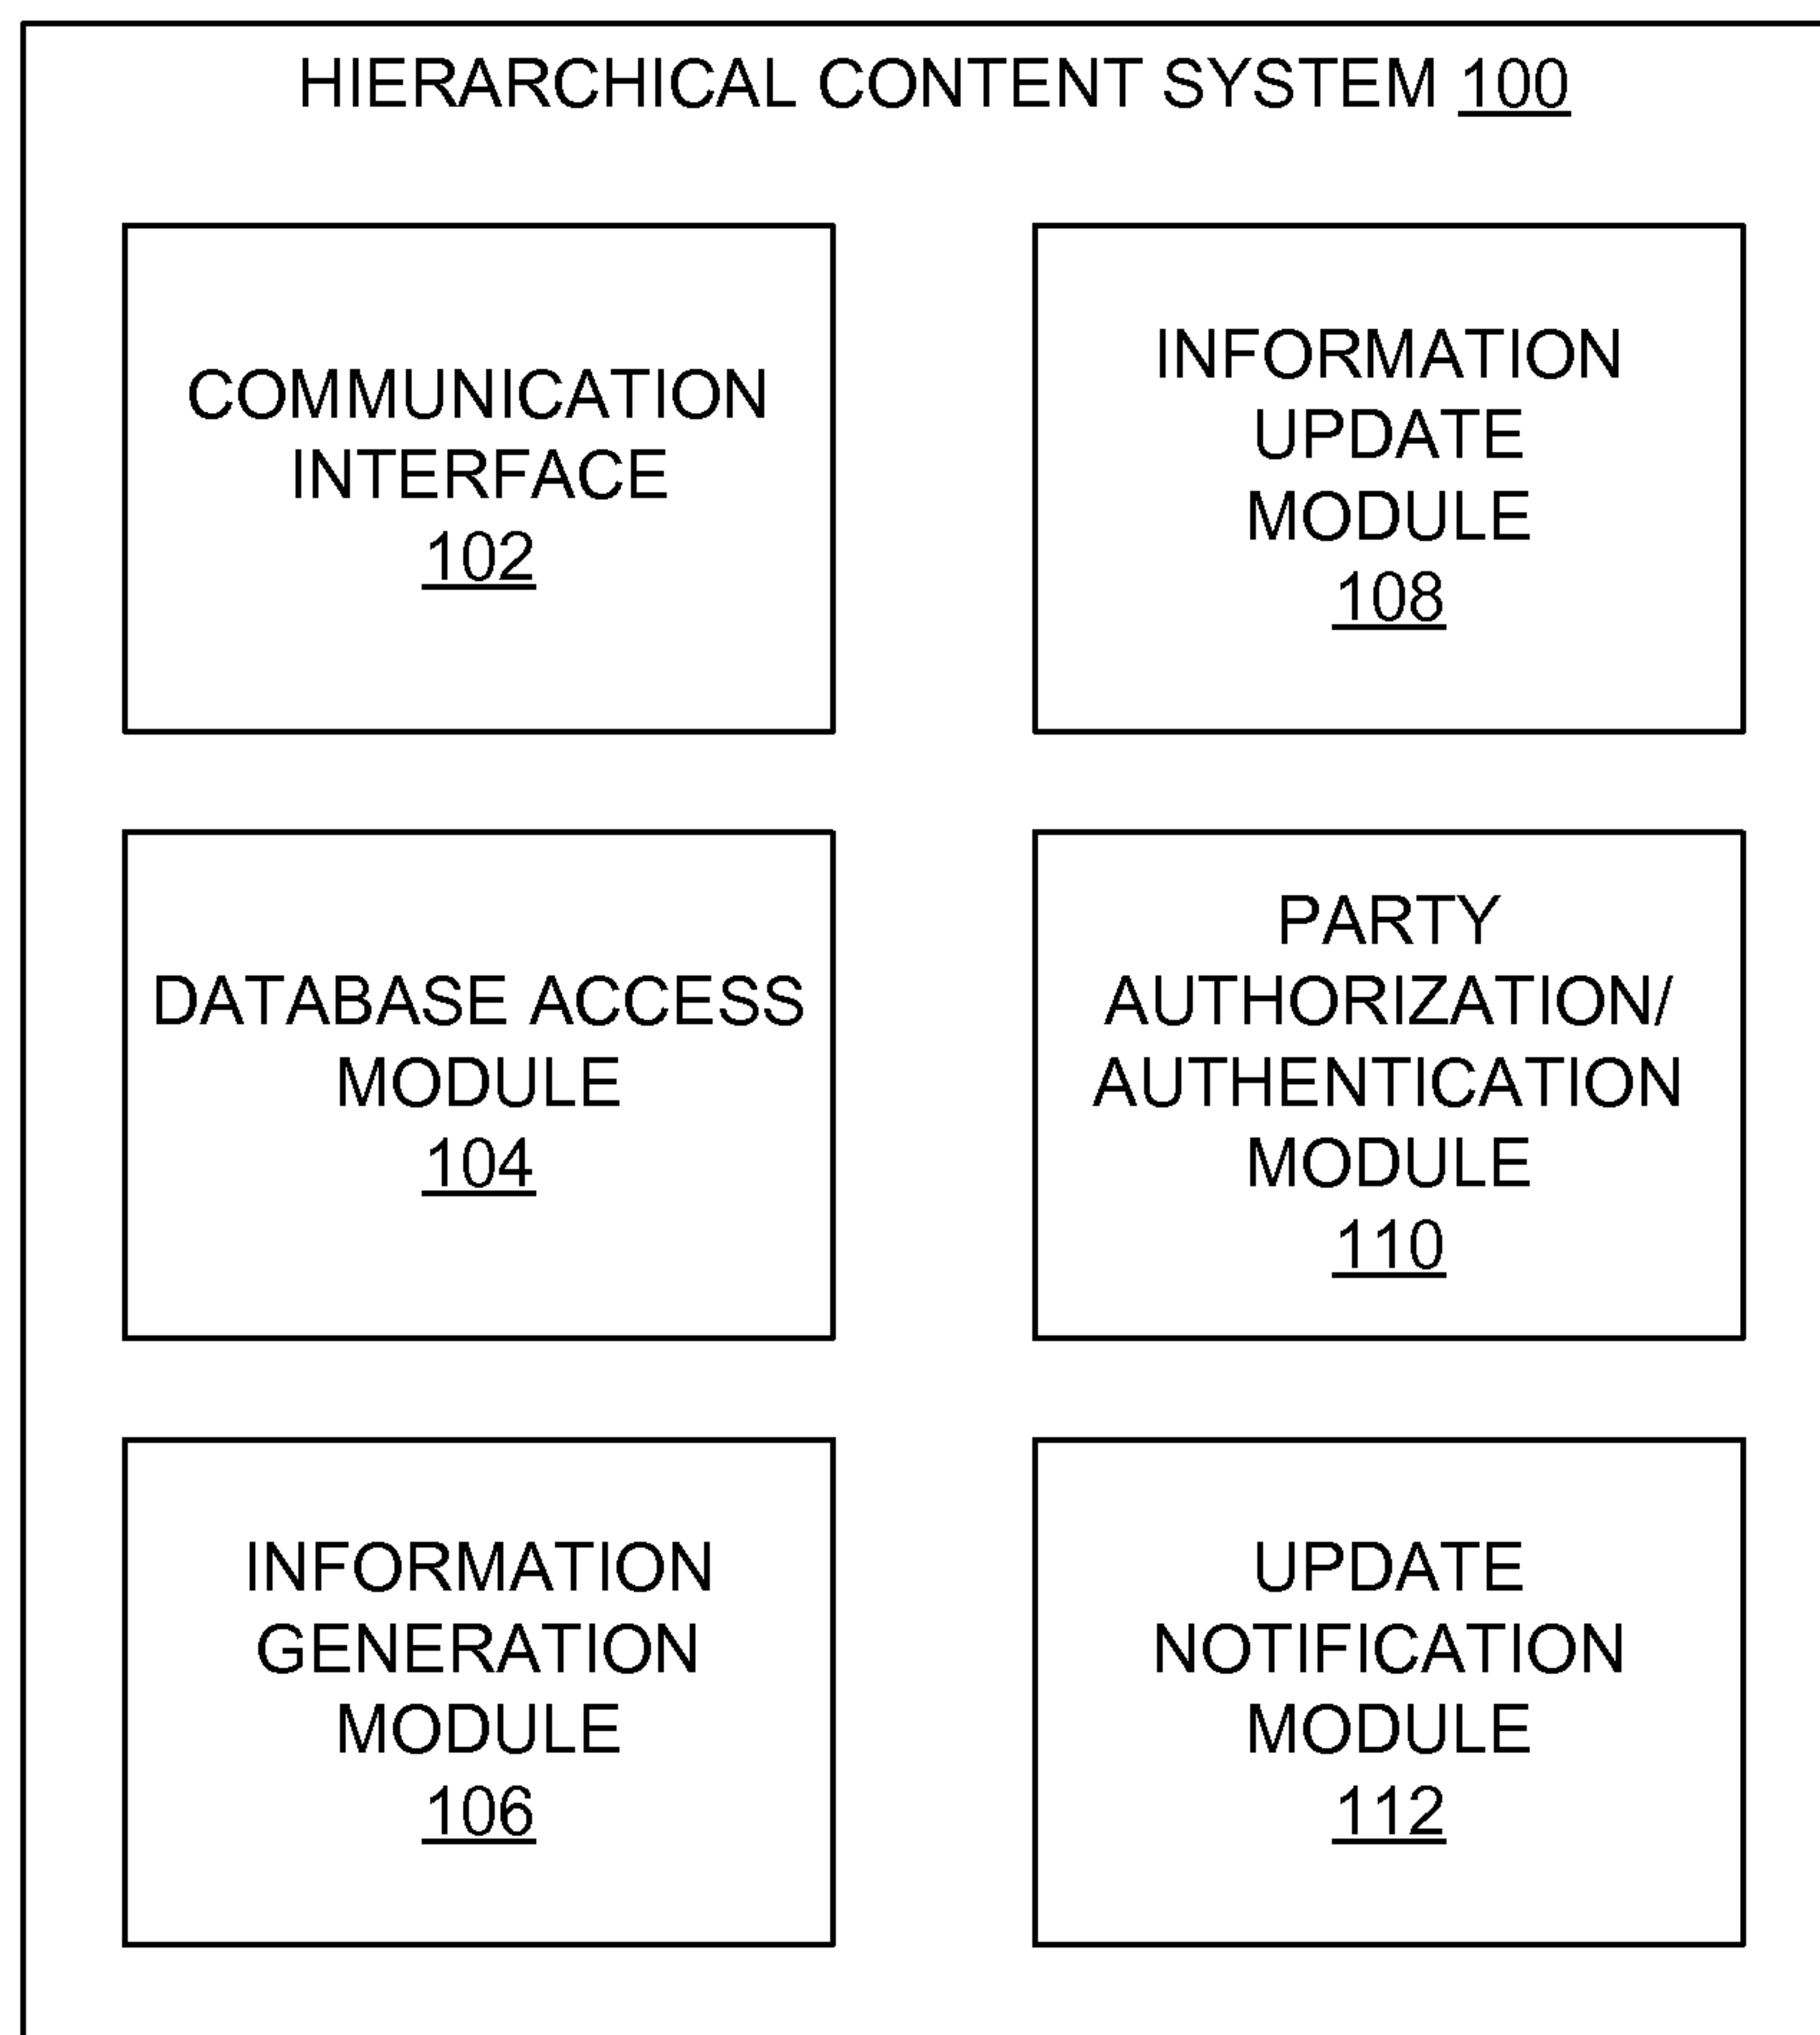 HIERARCHICAL CONTENT SYSTEM 100
COMMUNICATION
INTERFACE
102
INFORMATION
UPDATE
MODULE
108
DATABASE ACCESS
MODULE
104
PARTY
AUTHORIZATION/
AUTHENTICATION
MODULE
110
INFORMATION
GENERATION
MODULE
106
UPDATE
NOTIFICATION
MODULE
112